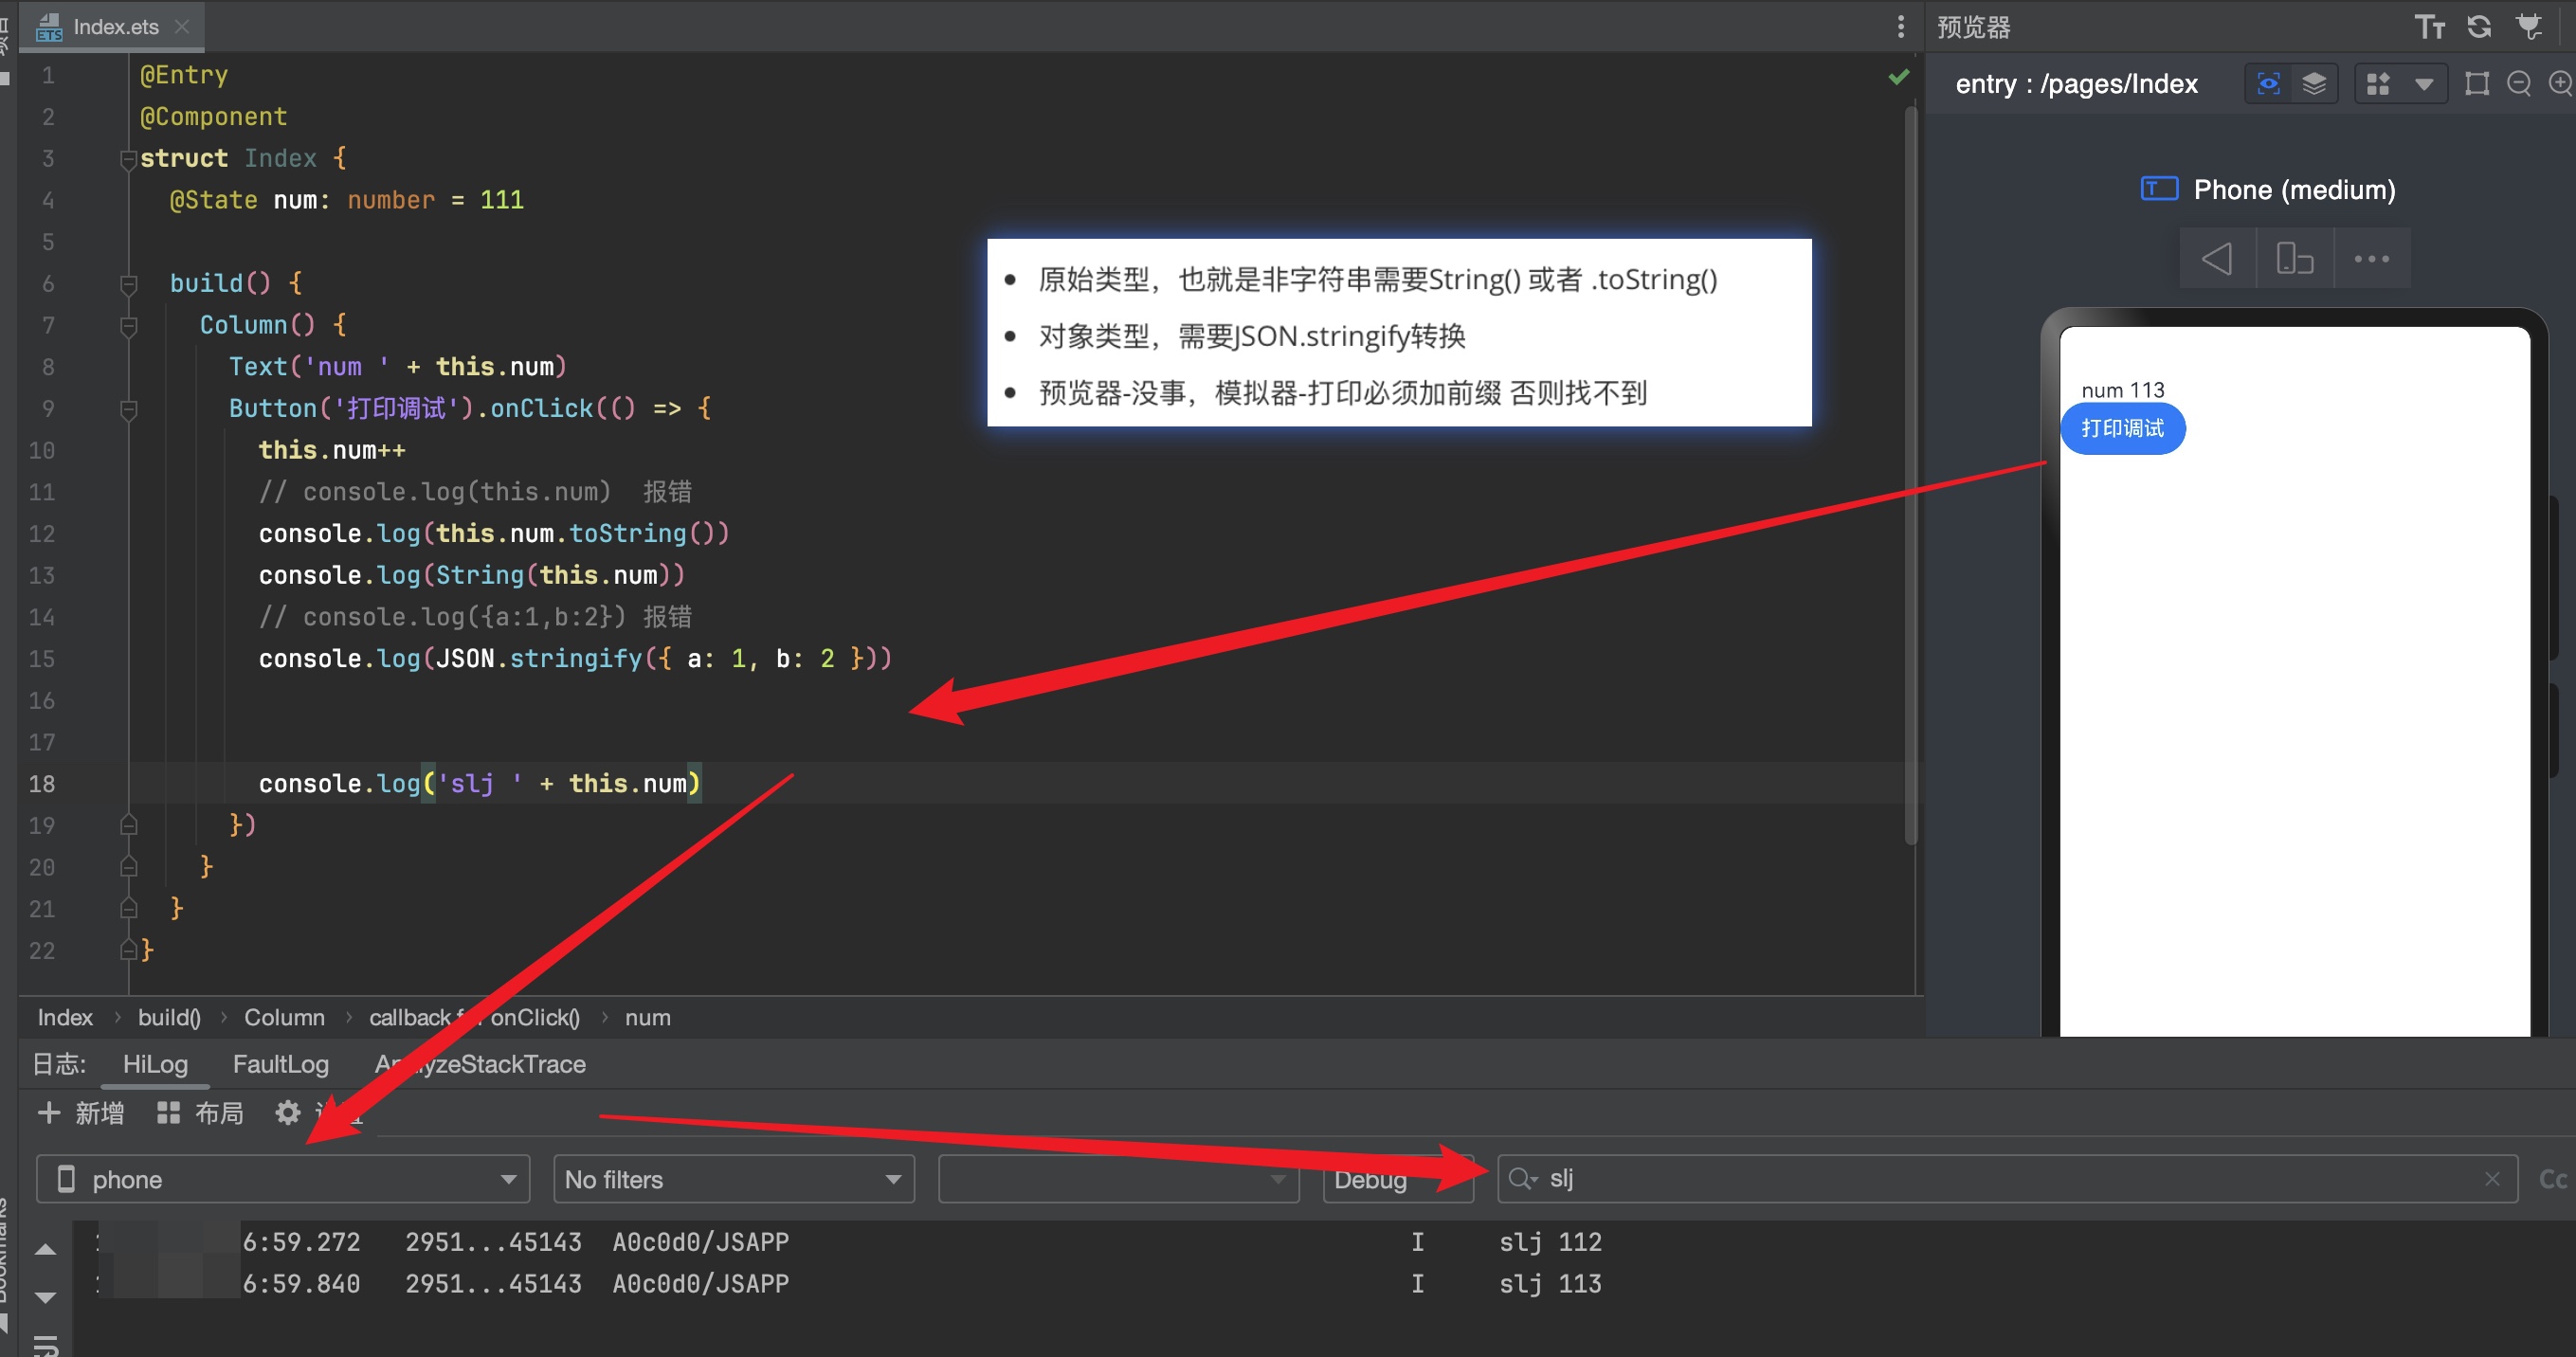 Index.ets
预览器
1 @Entry
2 @Component
3 struct Index {
4 @State num: number = 111
5
6 build() {
7 Column() {
8 Text('num ' + this.num)
9 Button('打印调试').onClick(() => {
10 this.num++
11 // console.log(this.num)  报错
12 console.log(this.num.toString())
13 console.log(String(this.num))
14 // console.log({a:1,b:2}) 报错
15 console.log(JSON.stringify({ a: 1, b: 2 }))
16
17
18 console.log('slj ' + this.num)
19 })
20 }
21 }
22 }
原始类型，也就是非字符串需要String() 或者 .toString()
对象类型，需要JSON.stringify转换
预览器-没事，模拟器-打印必须加前缀 否则找不到
entry : /pages/Index
Phone (medium)
num 113
打印调试
Index › build() › Column › callback for onClick() › num
日志: HiLog FaultLog AnalyzeStackTrace
新增 布局
phone No filters Debug slj Cc
6:59.272 2951...45143 A0c0d0/JSAPP I slj 112
6:59.840 2951...45143 A0c0d0/JSAPP I slj 113
Bookmarks